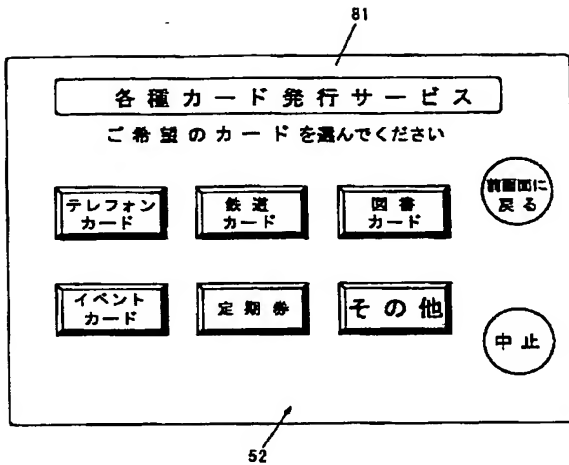 81
各種カード発行サービス
ご希望のカードを選んでください
テレフォン
カード
鉄道
カード
図書
カード
前画面に
戻る
イベント
カード
定期券
その他
中止
52